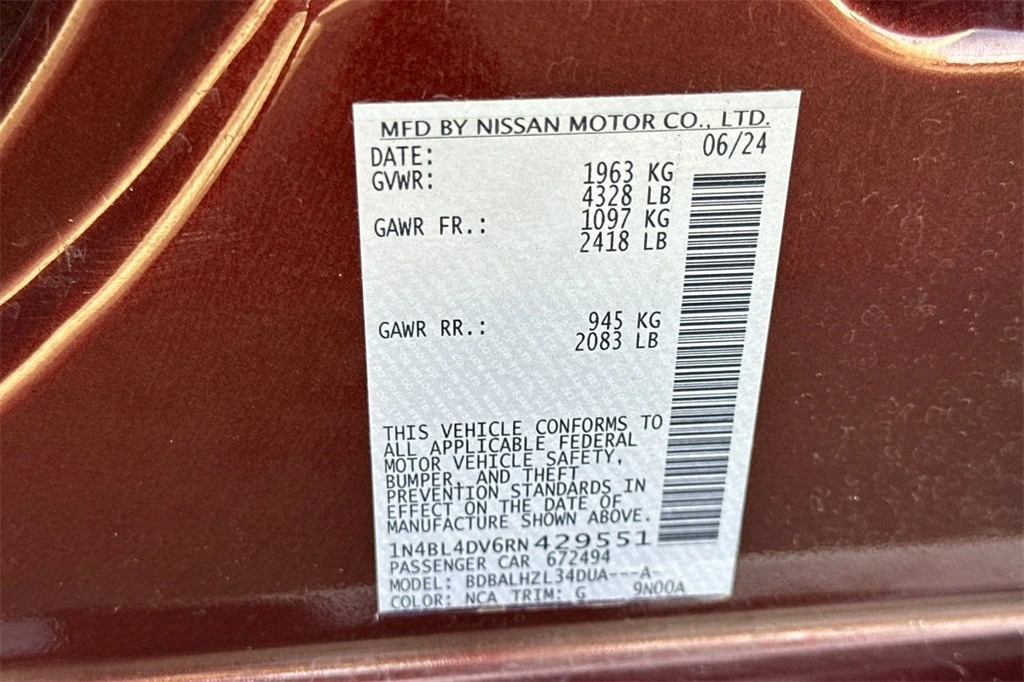 MFD BY NISSAN MOTOR CO., LTD.
DATE: 06/24
GVWR: 1963 KG
4328 LB
GAWR FR.: 1097 KG
2418 LB
GAWR RR.: 945 KG
2083 LB
THIS VEHICLE CONFORMS TO
ALL APPLICABLE FEDERAL
MOTOR VEHICLE SAFETY,
BUMPER, AND THEFT
PREVENTION STANDARDS IN
EFFECT ON THE DATE OF
MANUFACTURE SHOWN ABOVE.
1N4BL4DV6RN429551
PASSENGER CAR 672494
MODEL: BDBALHZL34DUA---A-
COLOR: NCA TRIM: G 9N00A